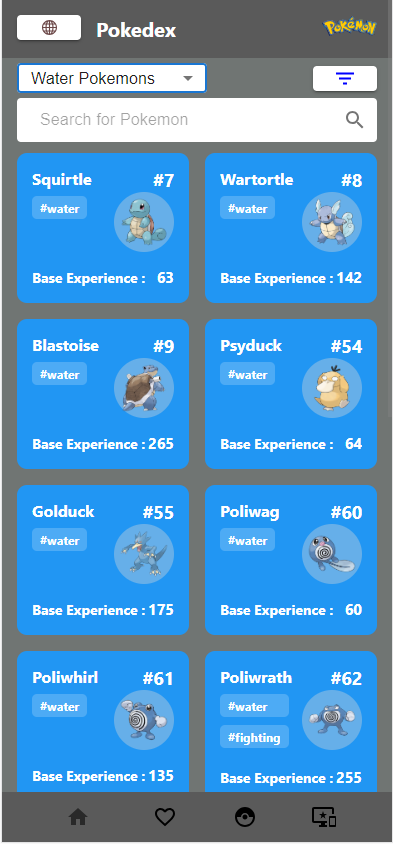 Pokedex
Pokémon
Water Pokemons
Search for Pokemon
Squirtle #7
#water
Base Experience : 63
Wartortle #8
#water
Base Experience : 142
Blastoise #9
#water
Base Experience : 265
Psyduck #54
#water
Base Experience : 64
Golduck #55
#water
Base Experience : 175
Poliwag #60
#water
Base Experience : 60
Poliwhirl #61
#water
Base Experience : 135
Poliwrath #62
#water
#fighting
Base Experience : 255